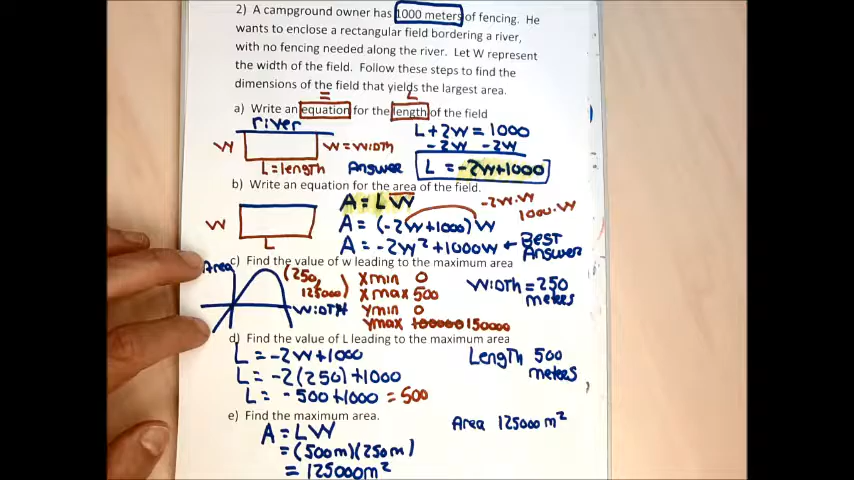 2) A campground owner has 1000 meters of fencing. He
wants to enclose a rectangular field bordering a river,
with no fencing needed along the river. Let W represent
the width of the field. Follow these steps to find the
dimensions of the field that yields the largest area.
= L
a) Write an equation for the length of the field
river
L+2W = 1000
-2W -2W
W W = WIDTH
L = length
Answer L = -2W+1000
b) Write an equation for the area of the field.
A = LW
-2W·W
1000·W
W
L
A = (-2W+1000)W
A = -2W²+1000W ← BEST Answer
c) Find the value of w leading to the maximum area
Area
(250, 125000)
WIDTH
Xmin 0
Xmax 500
Ymin 0
Ymax 100000 150000
WIDTH = 250 meters
d) Find the value of L leading to the maximum area
L = -2W+1000
L = -2(250)+1000
L = -500+1000 = 500
Length 500 meters
e) Find the maximum area.
A = LW
= (500m)(250m)
= 125000m²
Area 125000 m²